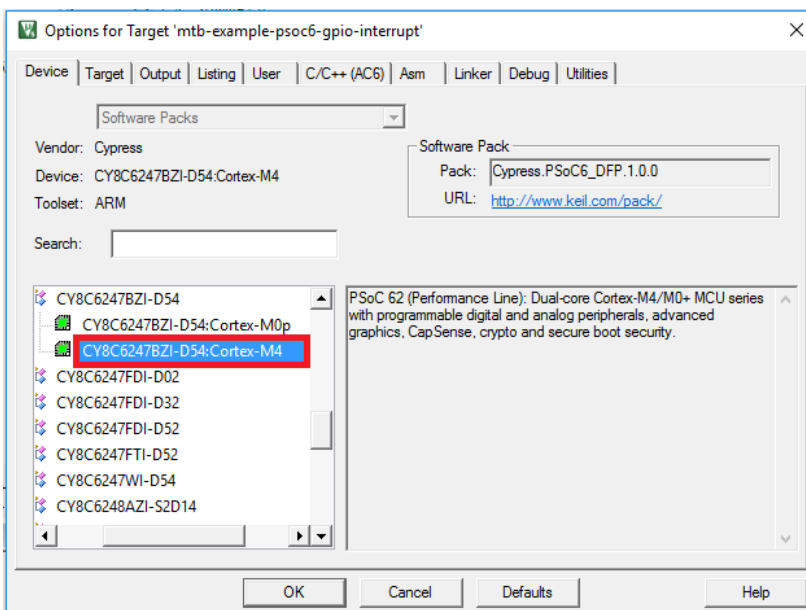 Options for Target 'mtb-example-psoc6-gpio-interrupt'
Device Target Output Listing User C/C++ (AC6) Asm Linker Debug Utilities
Software Packs
Vendor: Cypress
Device: CY8C6247BZI-D54:Cortex-M4
Toolset: ARM
Search:
Software Pack
Pack: Cypress.PSoC6_DFP.1.0.0
URL: http://www.keil.com/pack/
CY8C6247BZI-D54
CY8C6247BZI-D54:Cortex-M0p
CY8C6247BZI-D54:Cortex-M4
CY8C6247FDI-D02
CY8C6247FDI-D32
CY8C6247FDI-D52
CY8C6247FTI-D52
CY8C6247WI-D54
CY8C6248AZI-S2D14
PSoC 62 (Performance Line): Dual-core Cortex-M4/M0+ MCU series
with programmable digital and analog peripherals, advanced
graphics, CapSense, crypto and secure boot security.
OK Cancel Defaults Help